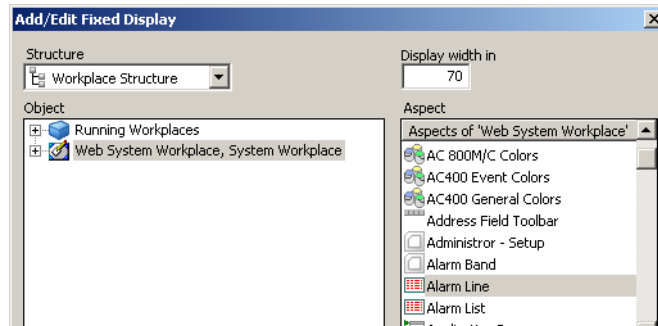 Add/Edit Fixed Display
Structure
Display width in
Workplace Structure
70
Object
Aspect
Running Workplaces
Web System Workplace, System Workplace
Aspects of 'Web System Workplace'
AC 800M/C Colors
AC400 Event Colors
AC400 General Colors
Address Field Toolbar
Administror - Setup
Alarm Band
Alarm Line
Alarm List